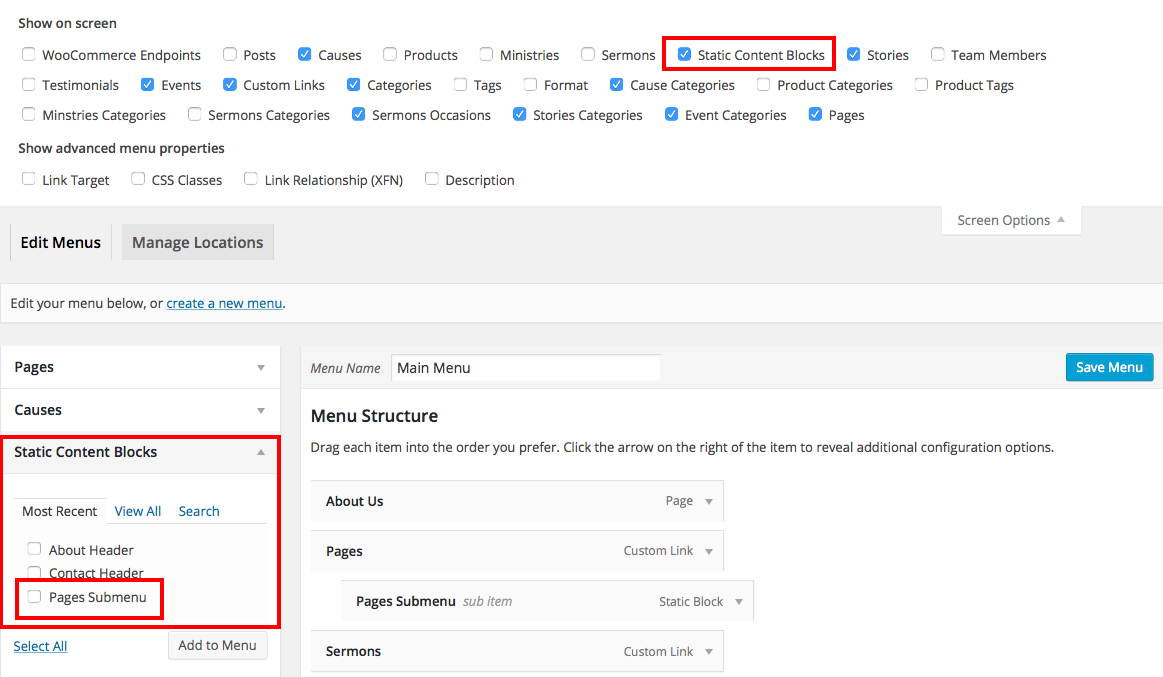 Show on screen
WooCommerce Endpoints Posts Causes Products Ministries Sermons Static Content Blocks Stories Team Members
Testimonials Events Custom Links Categories Tags Format Cause Categories Product Categories Product Tags
Minstries Categories Sermons Categories Sermons Occasions Stories Categories Event Categories Pages
Show advanced menu properties
Link Target CSS Classes Link Relationship (XFN) Description
Screen Options
Edit Menus Manage Locations
Edit your menu below, or create a new menu.
Pages
Causes
Static Content Blocks
Most Recent View All Search
About Header
Contact Header
Pages Submenu
Select All Add to Menu
Menu Name Main Menu Save Menu
Menu Structure
Drag each item into the order you prefer. Click the arrow on the right of the item to reveal additional configuration options.
About Us Page
Pages Custom Link
Pages Submenu sub item Static Block
Sermons Custom Link